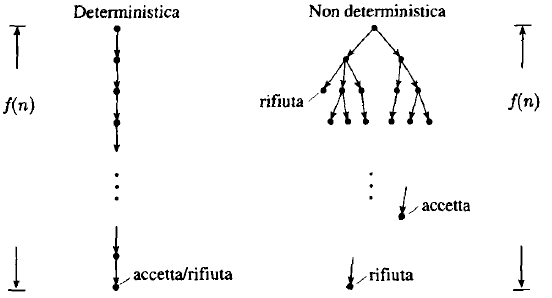 Deterministica
Non deterministica
f(n)
rifiuta
f(n)
accetta
accetta/rifiuta
rifiuta